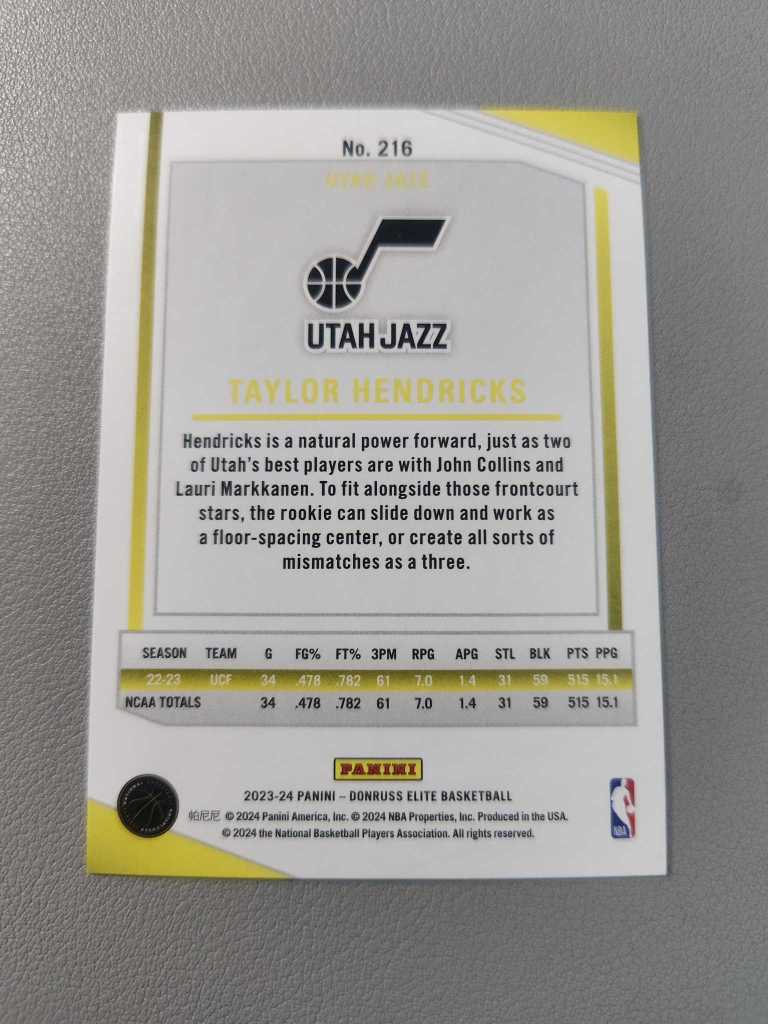 No. 216
UTAH JAZZ
UTAH JAZZ
TAYLOR HENDRICKS
Hendricks is a natural power forward, just as two
of Utah's best players are with John Collins and
Lauri Markkanen. To fit alongside those frontcourt
stars, the rookie can slide down and work as
a floor-spacing center, or create all sorts of
mismatches as a three.
SEASON TEAM G FG% FT% 3PM RPG APG STL BLK PTS PPG
22-23 UCF 34 .478 .782 61 7.0 1.4 31 59 515 15.1
NCAA TOTALS 34 .478 .782 61 7.0 1.4 31 59 515 15.1
PANINI
2023-24 PANINI – DONRUSS ELITE BASKETBALL
帕尼尼 © 2024 Panini America, Inc. © 2024 NBA Properties, Inc. Produced in the USA.
© 2024 the National Basketball Players Association. All rights reserved.
NBA